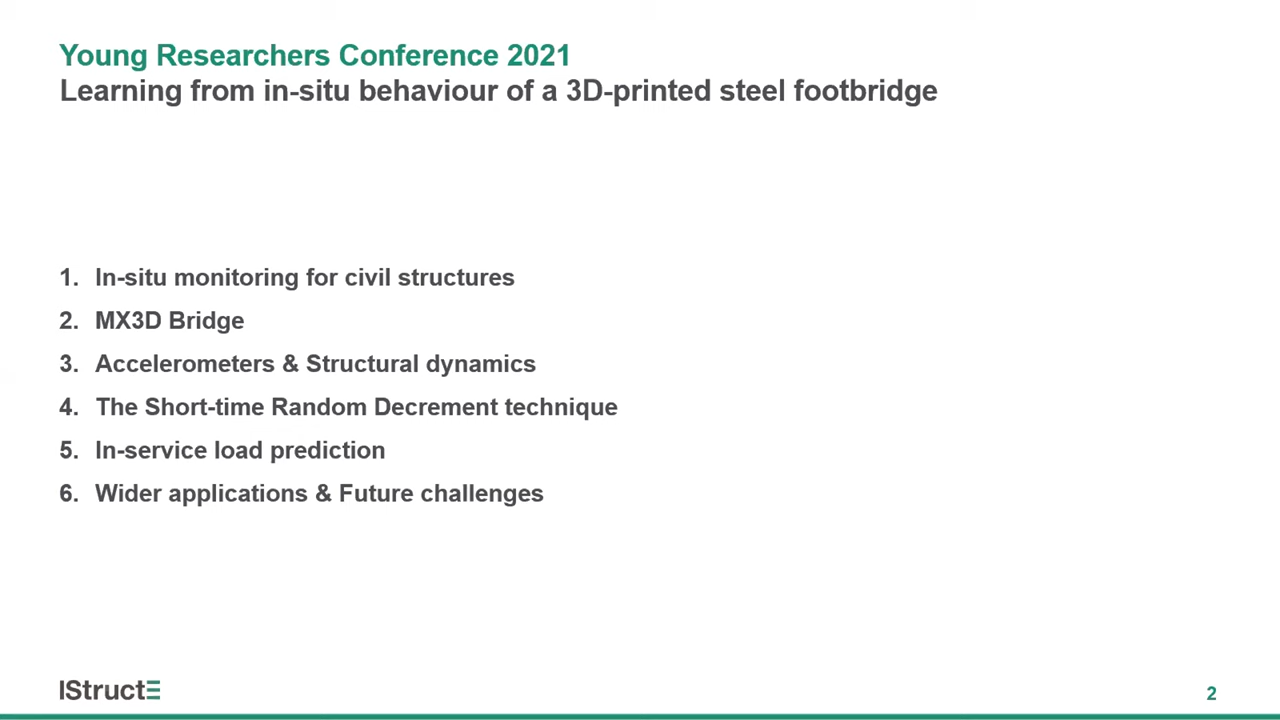 Young Researchers Conference 2021
Learning from in-situ behaviour of a 3D-printed steel footbridge
1. In-situ monitoring for civil structures
2. MX3D Bridge
3. Accelerometers & Structural dynamics
4. The Short-time Random Decrement technique
5. In-service load prediction
6. Wider applications & Future challenges
IStructE
2